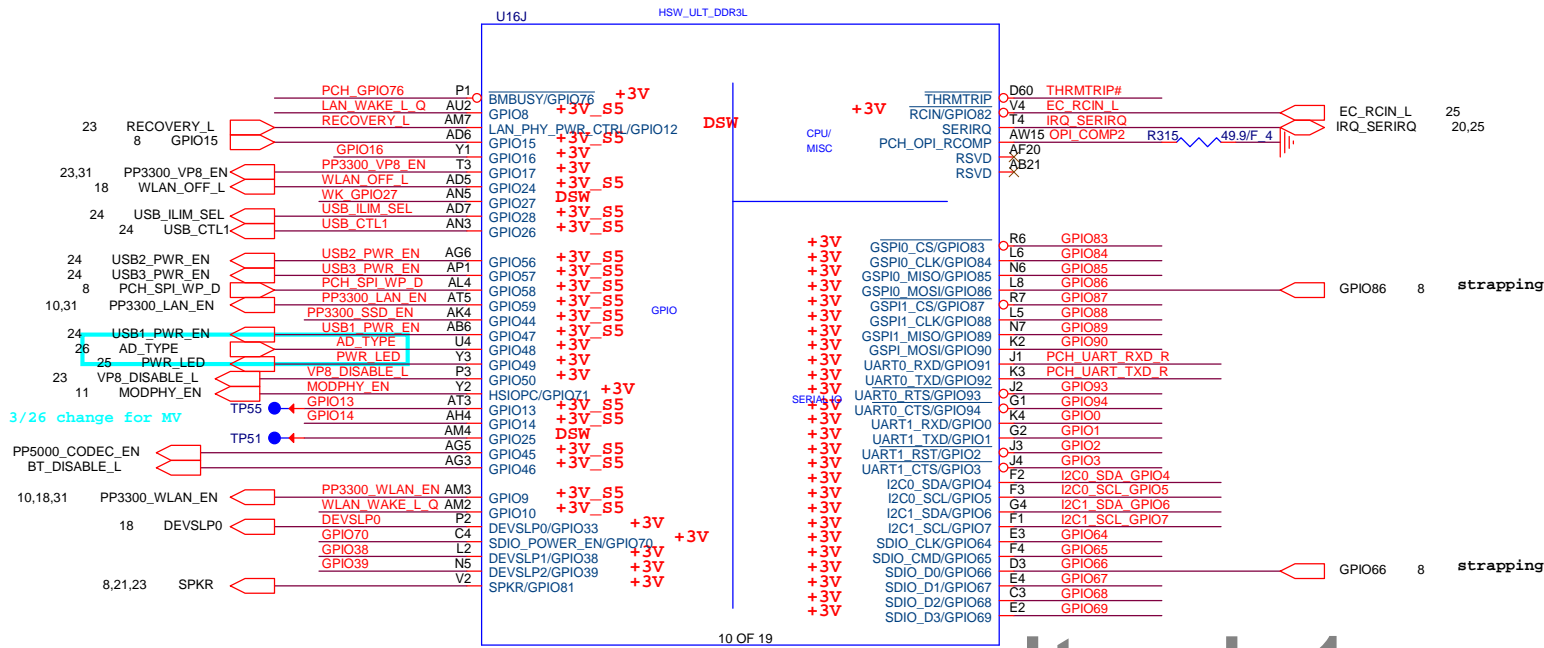 U16J
HSW_ULT_DDR3L
PCH_GPIO76 P1 BMBUSY/GPIO76 +3V
LAN_WAKE_L_Q AU2 GPIO8 +3V_S5
23 RECOVERY_L RECOVERY_L AM7 LAN_PHY_PWR_CTRL/GPIO12 DSW
8 GPIO15 AD6 GPIO15 +3V_S5
GPIO16 Y1 GPIO16 +3V
23,31 PP3300_VP8_EN PP3300_VP8_EN T3 GPIO17 +3V
18 WLAN_OFF_L WLAN_OFF_L AD5 GPIO24 +3V_S5
WK_GPIO27 AN5 GPIO27 DSW
24 USB_ILIM_SEL USB_ILIM_SEL AD7 GPIO28 +3V_S5
24 USB_CTL1 USB_CTL1 AN3 GPIO26 +3V_S5
24 USB2_PWR_EN USB2_PWR_EN AG6 GPIO56 +3V_S5
24 USB3_PWR_EN USB3_PWR_EN AP1 GPIO57 +3V_S5
8 PCH_SPI_WP_D PCH_SPI_WP_D AL4 GPIO58 +3V_S5
10,31 PP3300_LAN_EN PP3300_LAN_EN AT5 GPIO59 +3V_S5
PP3300_SSD_EN AK4 GPIO44 +3V_S5
24 USB1_PWR_EN USB1_PWR_EN AB6 GPIO47 +3V_S5
26 AD_TYPE AD_TYPE U4 GPIO48 +3V
25 PWR_LED PWR_LED Y3 GPIO49 +3V
23 VP8_DISABLE_L VP8_DISABLE_L P3 GPIO50 +3V
11 MODPHY_EN MODPHY_EN Y2 HSIOPC/GPIO71 +3V
TP55 GPIO13 AT3 GPIO13 +3V_S5
3/26 change for MV
GPIO14 AH4 GPIO14 +3V_S5
TP51 AM4 GPIO25 DSW
PP5000_CODEC_EN AG5 GPIO45 +3V_S5
BT_DISABLE_L AG3 GPIO46 +3V_S5
10,18,31 PP3300_WLAN_EN PP3300_WLAN_EN AM3 GPIO9 +3V_S5
WLAN_WAKE_L_Q AM2 GPIO10 +3V_S5
18 DEVSLP0 DEVSLP0 P2 DEVSLP0/GPIO33 +3V
GPIO70 C4 SDIO_POWER_EN/GPIO70 +3V
GPIO38 L2 DEVSLP1/GPIO38 +3V
GPIO39 N5 DEVSLP2/GPIO39 +3V
8,21,23 SPKR V2 SPKR/GPIO81 +3V
GPIO
CPU/
MISC
SERIAL IO
THRMTRIP D60 THRMTRIP#
+3V RCIN/GPIO82 V4 EC_RCIN_L EC_RCIN_L 25
SERIRQ T4 IRQ_SERIRQ IRQ_SERIRQ 20,25
PCH_OPI_RCOMP AW15 OPI_COMP2 R315 49.9/F_4
RSVD AF20
RSVD AB21
+3V GSPI0_CS/GPIO83 R6 GPIO83
+3V GSPI0_CLK/GPIO84 L6 GPIO84
+3V GSPI0_MISO/GPIO85 N6 GPIO85
+3V GSPI0_MOSI/GPIO86 L8 GPIO86 GPIO86 8 strapping
+3V GSPI1_CS/GPIO87 R7 GPIO87
+3V GSPI1_CLK/GPIO88 L5 GPIO88
+3V GSPI1_MISO/GPIO89 N7 GPIO89
+3V GSPI_MOSI/GPIO90 K2 GPIO90
+3V UART0_RXD/GPIO91 J1 PCH_UART_RXD_R
+3V UART0_TXD/GPIO92 K3 PCH_UART_TXD_R
+3V UART0_RTS/GPIO93 J2 GPIO93
+3V UART0_CTS/GPIO94 G1 GPIO94
+3V UART1_RXD/GPIO0 K4 GPIO0
+3V UART1_TXD/GPIO1 G2 GPIO1
+3V UART1_RST/GPIO2 J3 GPIO2
+3V UART1_CTS/GPIO3 J4 GPIO3
+3V I2C0_SDA/GPIO4 F2 I2C0_SDA_GPIO4
+3V I2C0_SCL/GPIO5 F3 I2C0_SCL_GPIO5
+3V I2C1_SDA/GPIO6 G4 I2C1_SDA_GPIO6
+3V I2C1_SCL/GPIO7 F1 I2C1_SCL_GPIO7
+3V SDIO_CLK/GPIO64 E3 GPIO64
+3V SDIO_CMD/GPIO65 F4 GPIO65
+3V SDIO_D0/GPIO66 D3 GPIO66 GPIO66 8 strapping
+3V SDIO_D1/GPIO67 E4 GPIO67
+3V SDIO_D2/GPIO68 C3 GPIO68
+3V SDIO_D3/GPIO69 E2 GPIO69
10 OF 19